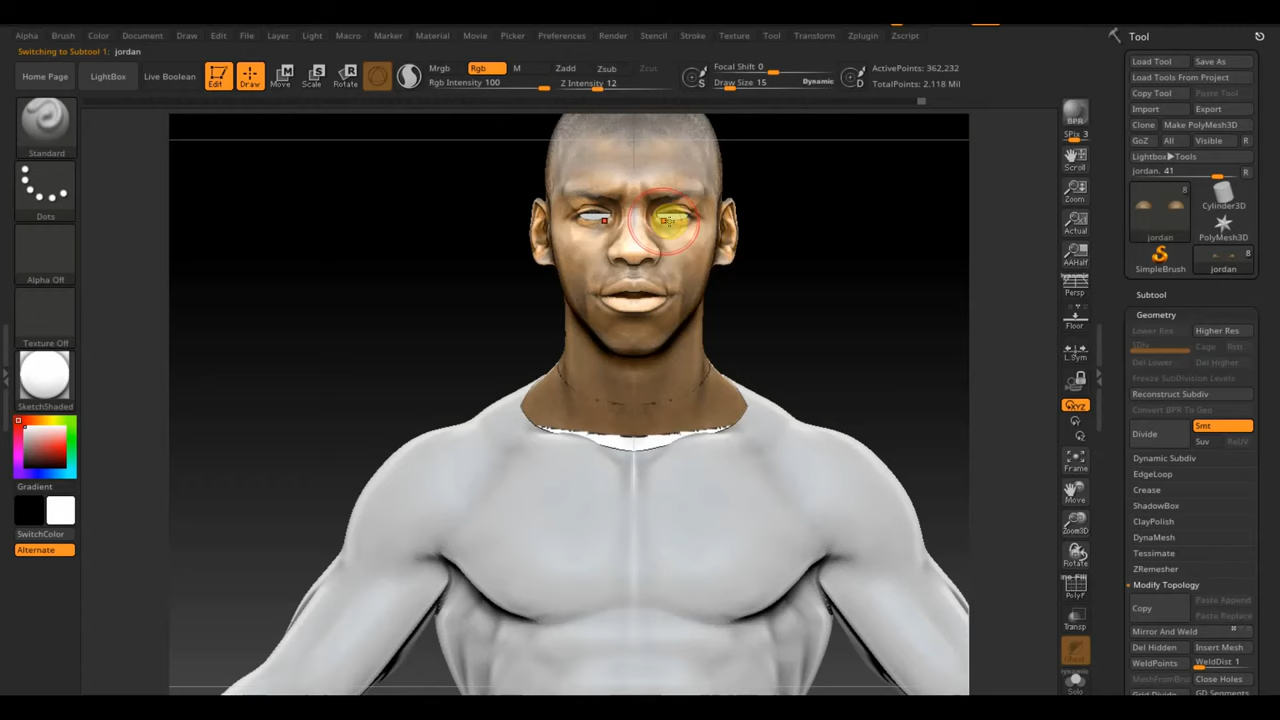 Alpha Brush Color Document Draw Edit File Layer Light Macro Marker Material Movie Picker Preferences Render Stencil Stroke Texture Tool Transform Zplugin Zscript
Switching to Subtool 1: jordan
Home Page LightBox Live Boolean Edit Draw Move Scale Rotate
Mrgb Rgb M Zadd Zsub Zcut
Rgb Intensity 100 Z Intensity 12
S Focal Shift 0
Draw Size 15 Dynamic
D ActivePoints: 362,232
TotalPoints: 2.118 Mil
Standard
Dots
Alpha Off
Texture Off
SketchShaded
Gradient
SwitchColor
Alternate
BPR
SPix 3
Scroll
Zoom
Actual
AAHalf
Dynamic
Persp
Floor
L.Sym
XYZ
Frame
Move
Zoom3D
Rotate
PolyF
Transp
Ghost
Dynamic
Solo
Tool
Load Tool Save As
Load Tools From Project
Copy Tool Paste Tool
Import Export
Clone Make PolyMesh3D
GoZ All Visible R
Lightbox▶Tools
jordan. 41 R
8
jordan
Cylinder3D
PolyMesh3D
SimpleBrush
8
jordan
Subtool
Geometry
Lower Res Higher Res
SDiv Cage Rstr
Del Lower Del Higher
Freeze SubDivision Levels
Reconstruct Subdiv
Convert BPR To Geo
Divide Smt
Suv ReUV
Dynamic Subdiv
EdgeLoop
Crease
ShadowBox
ClayPolish
DynaMesh
Tessimate
ZRemesher
Modify Topology
Copy Paste Append
Paste Replace
Mirror And Weld
Del Hidden Insert Mesh
WeldPoints WeldDist 1
MeshFromBru Close Holes